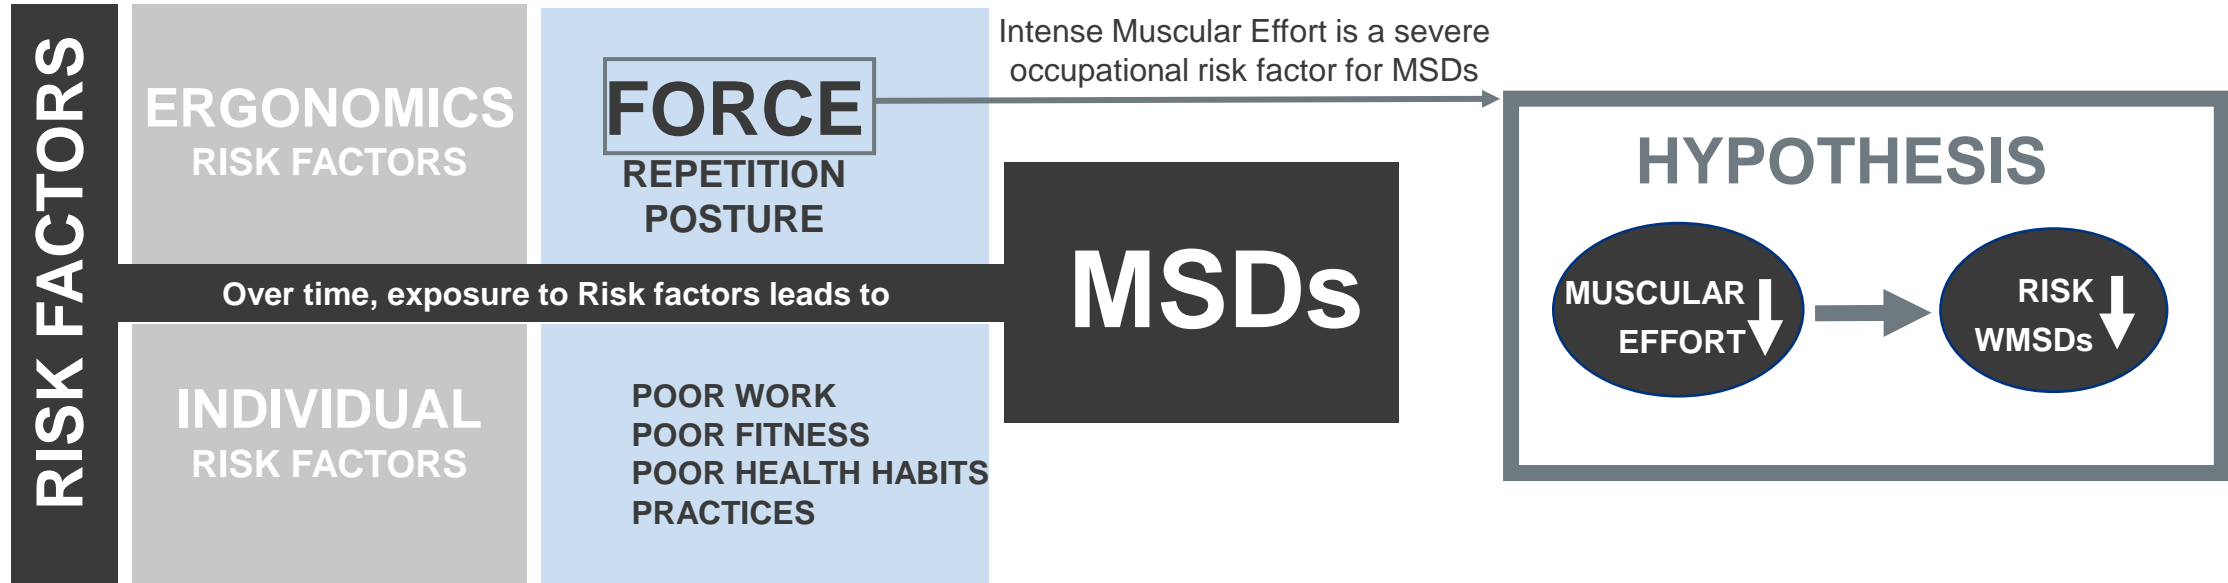 RISK FACTORS
ERGONOMICS
RISK FACTORS
FORCE
REPETITION
POSTURE
Intense Muscular Effort is a severe
occupational risk factor for MSDs
Over time, exposure to Risk factors leads to
MSDs
INDIVIDUAL
RISK FACTORS
POOR WORK
POOR FITNESS
POOR HEALTH HABITS
PRACTICES
HYPOTHESIS
MUSCULAR
EFFORT
RISK
WMSDs